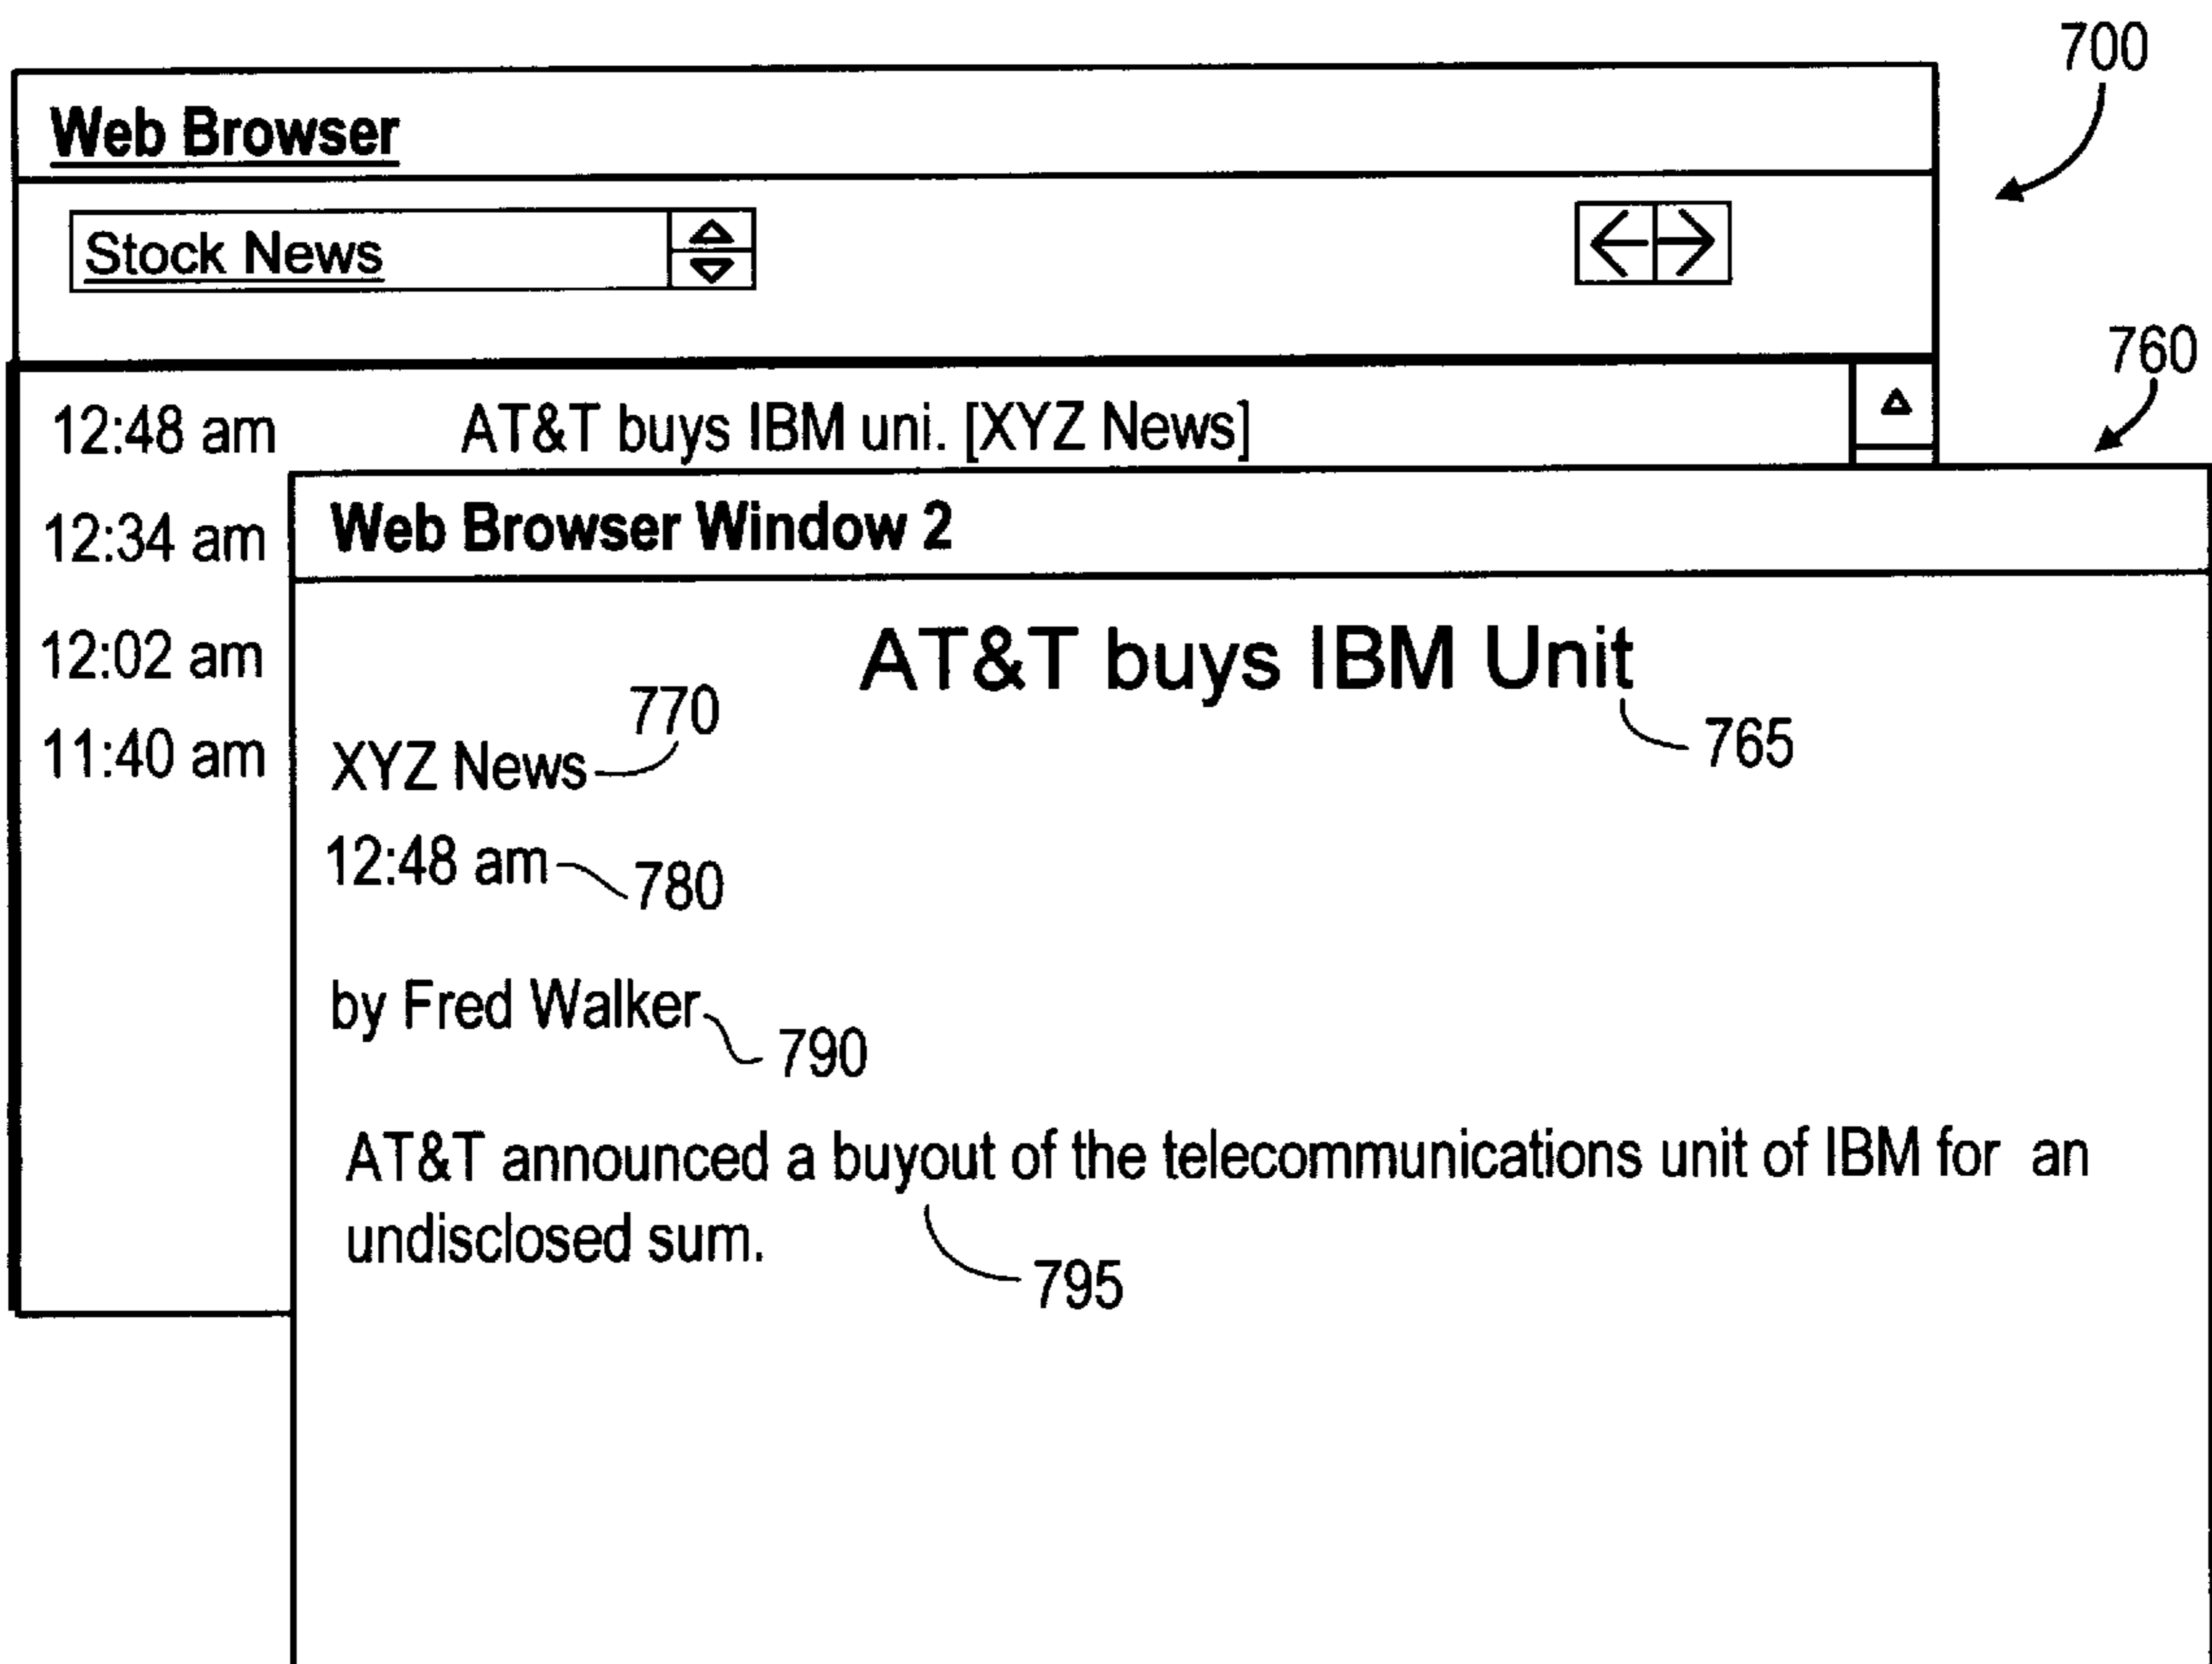 700
Web Browser
Stock News
760
12:48 am AT&T buys IBM uni. [XYZ News]
12:34 am
Web Browser Window 2
12:02 am
AT&T buys IBM Unit
770
765
11:40 am
XYZ News
12:48 am
780
by Fred Walker
790
AT&T announced a buyout of the telecommunications unit of IBM for an
undisclosed sum.
795